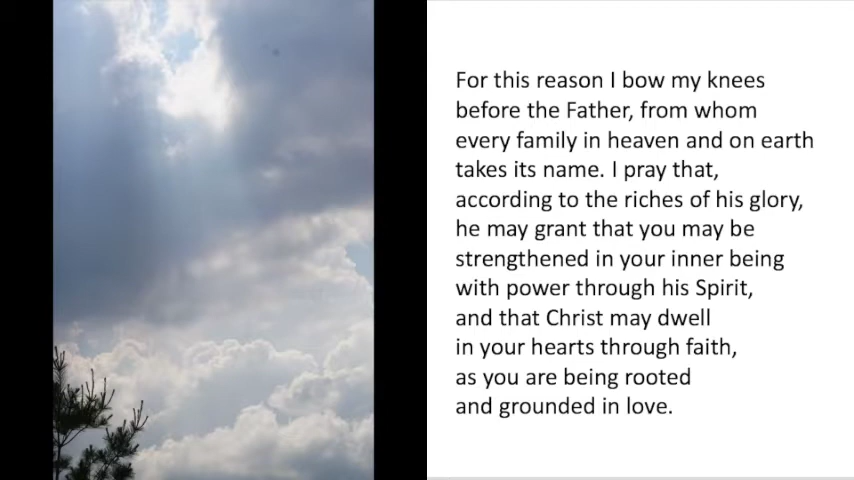 For this reason I bow my knees
before the Father, from whom
every family in heaven and on earth
takes its name. I pray that,
according to the riches of his glory,
he may grant that you may be
strengthened in your inner being
with power through his Spirit,
and that Christ may dwell
in your hearts through faith,
as you are being rooted
and grounded in love.